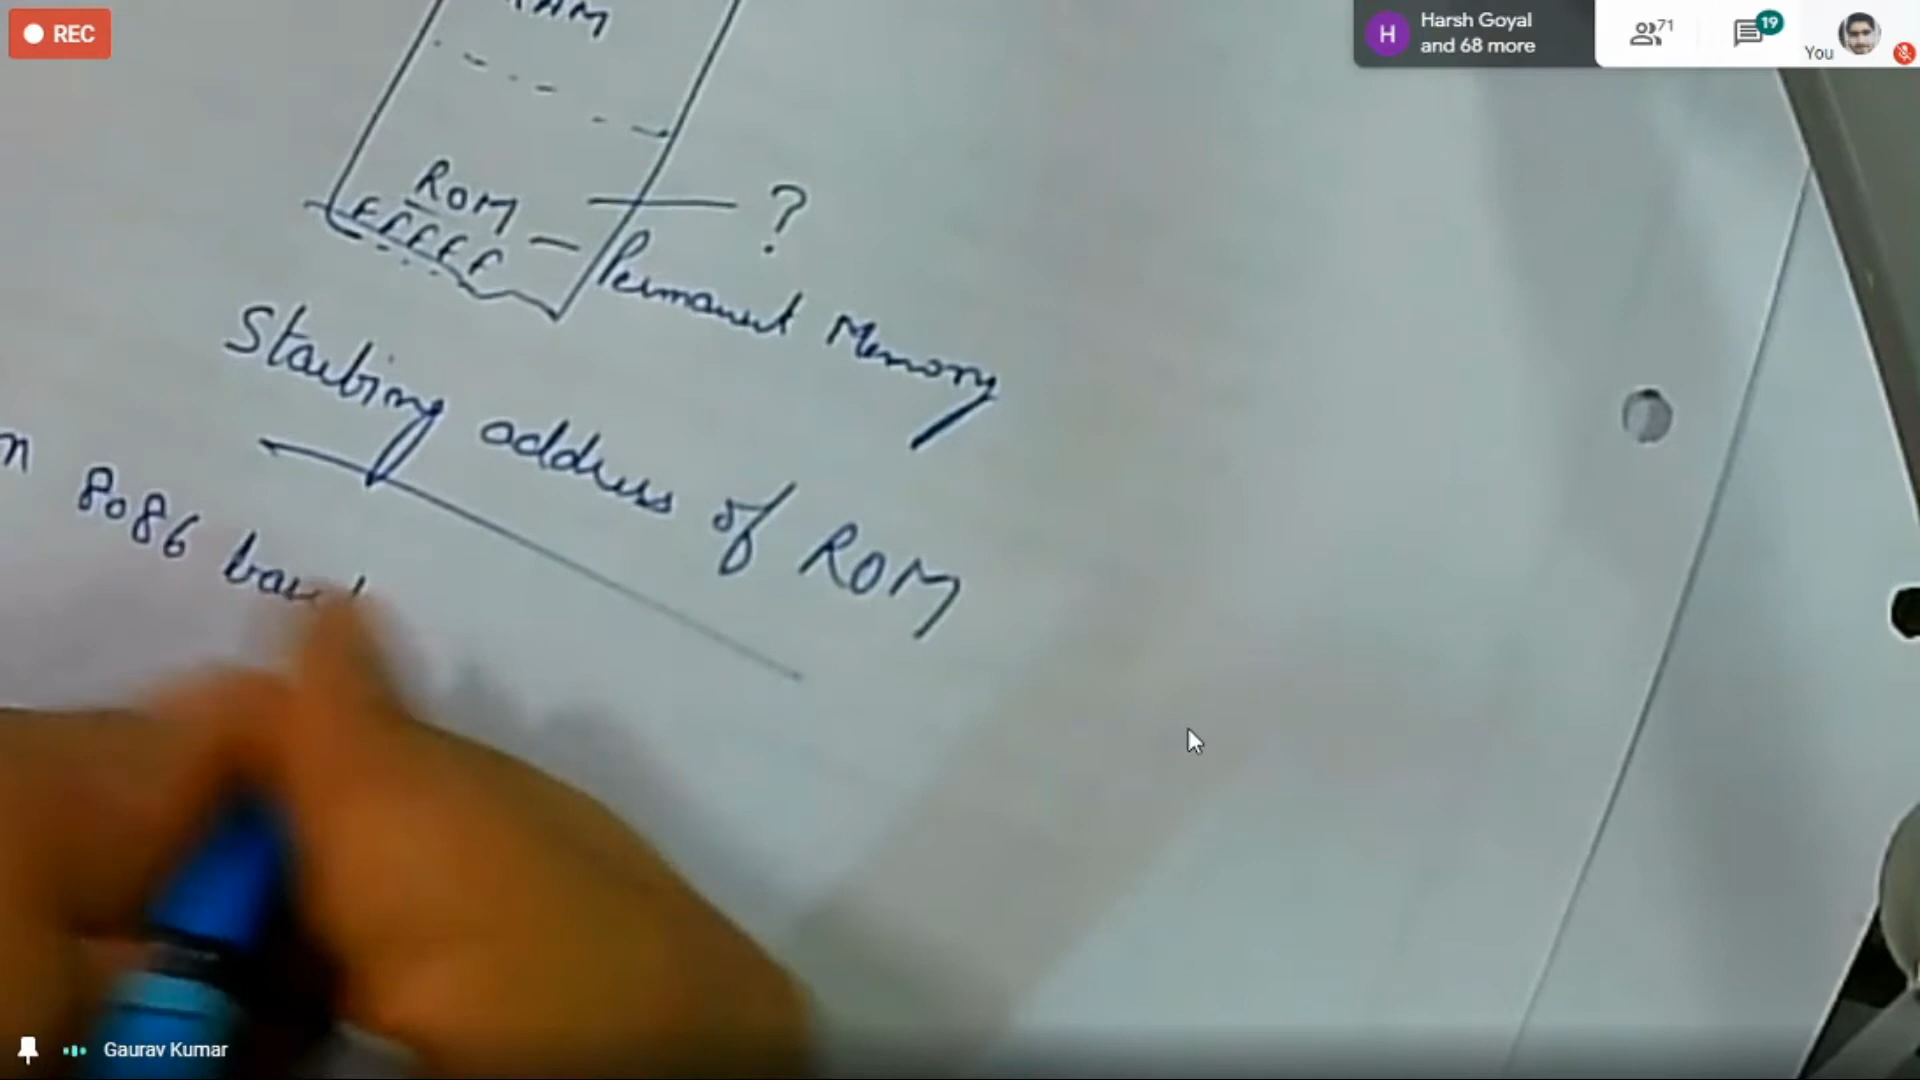 REC
Harsh Goyal
and 68 more
71
19
You
H
RAM
ROM
?
FFFFF
Permanent Memory
Starting address of ROM
8086
Gaurav Kumar